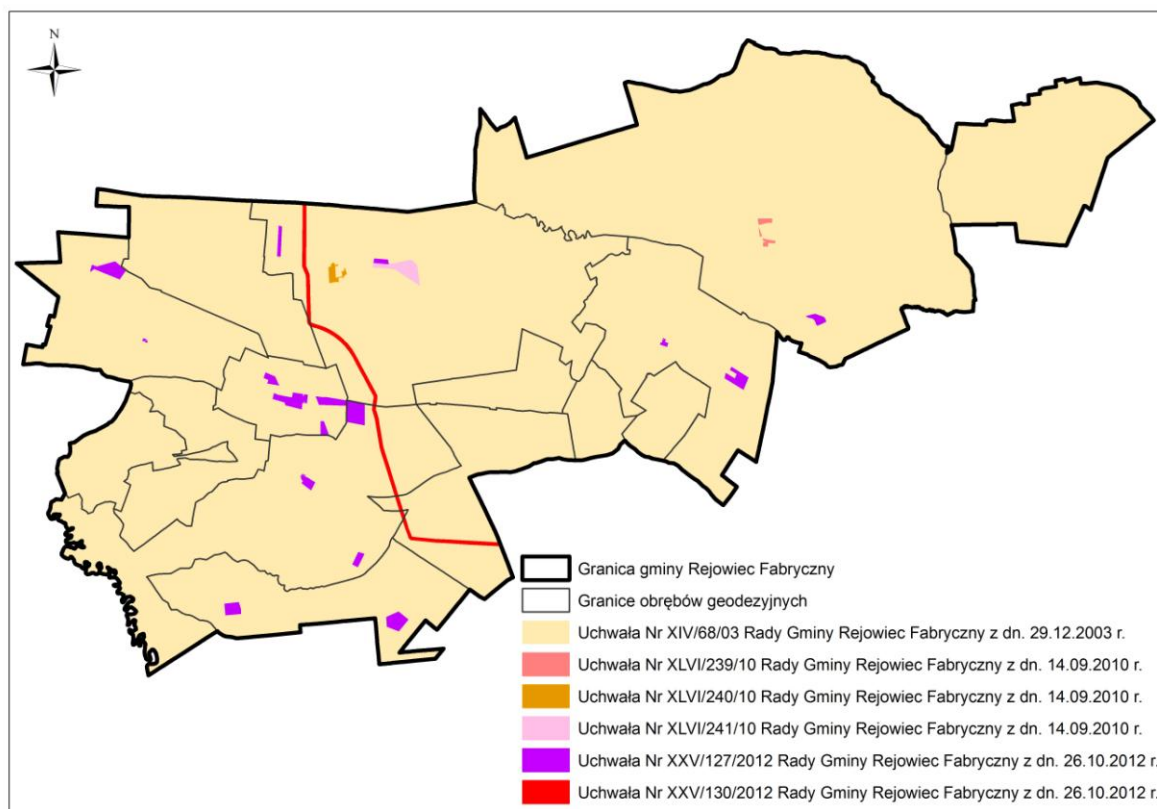 N
Granica gminy Rejowiec Fabryczny
Granice obrębów geodezyjnych
Uchwała Nr XIV/68/03 Rady Gminy Rejowiec Fabryczny z dn. 29.12.2003 r.
Uchwała Nr XLVI/239/10 Rady Gminy Rejowiec Fabryczny z dn. 14.09.2010 r.
Uchwała Nr XLVI/240/10 Rady Gminy Rejowiec Fabryczny z dn. 14.09.2010 r.
Uchwała Nr XLVI/241/10 Rady Gminy Rejowiec Fabryczny z dn. 14.09.2010 r.
Uchwała Nr XXV/127/2012 Rady Gminy Rejowiec Fabryczny z dn. 26.10.2012 r.
Uchwała Nr XXV/130/2012 Rady Gminy Rejowiec Fabryczny z dn. 26.10.2012 r.